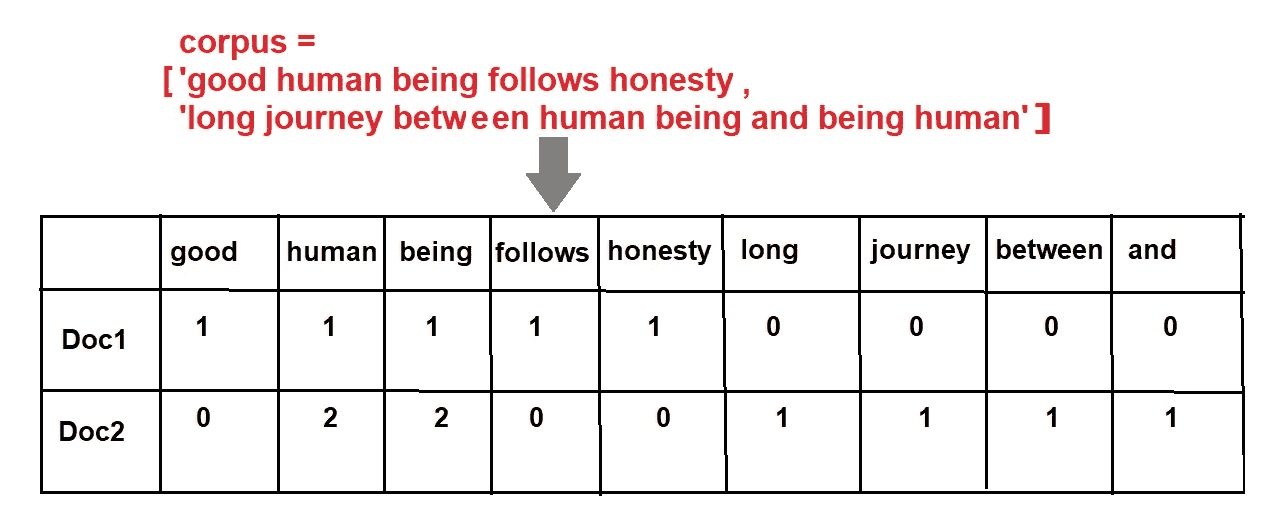 corpus =
[ 'good human being follows honesty ,
'long journey between human being and being human' ]
good human being follows honesty long journey between and
Doc1 1 1 1 1 1 0 0 0 0
Doc2 0 2 2 0 0 1 1 1 1